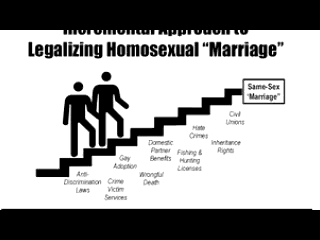 Incremental Approach to
Legalizing Homosexual “Marriage”
Same-Sex
“Marriage”
Civil
Unions
Hate
Crimes
Inheritance
Rights
Domestic
Partner
Benefits
Fishing &
Hunting
Licenses
Gay
Adoption
Wrongful
Death
Anti-
Discrimination
Laws
Crime
Victim
Services